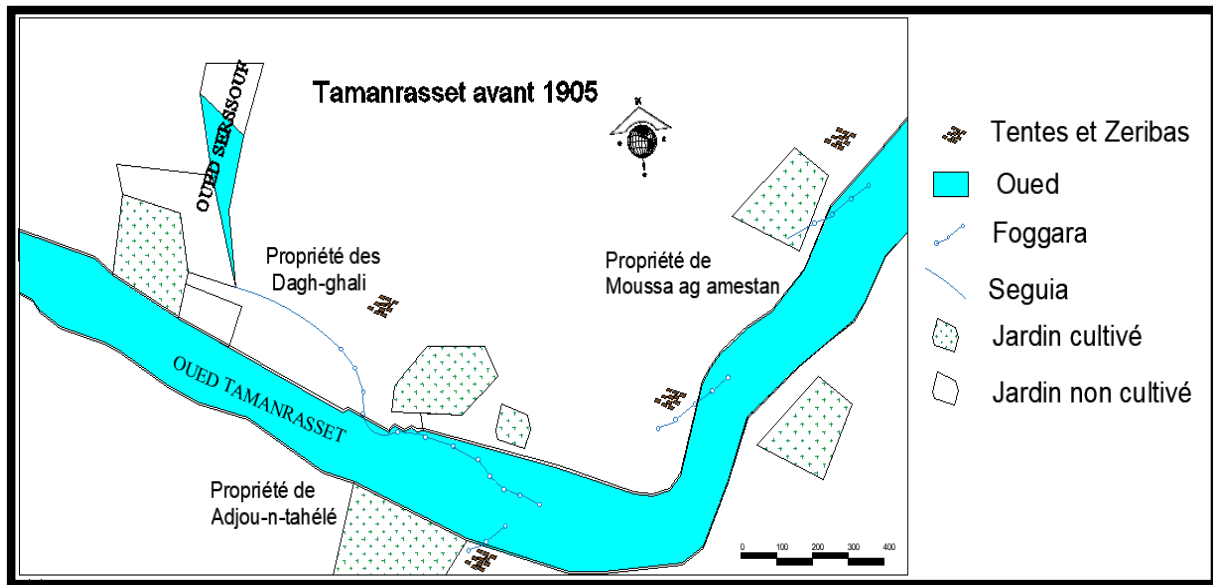 Tamanrasset avant 1905
OUED SERSSOUF
Propriété des
Dagh-ghali
Propriété de
Moussa ag amestan
OUED TAMANRASSET
Propriété de
Adjou-n-tahélé
0 100 200 300 400
Tentes et Zeribas
Oued
Foggara
Seguia
Jardin cultivé
Jardin non cultivé